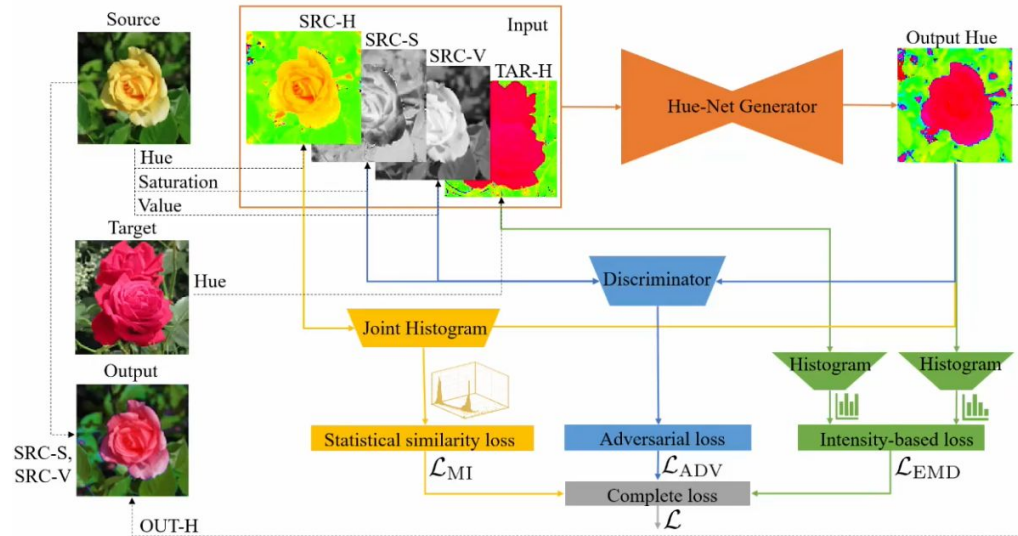 Source
SRC-H
SRC-S
SRC-V
TAR-H
Input
Hue-Net Generator
Output Hue
Hue
Saturation
Value
Target
Hue
Discriminator
Joint Histogram
Histogram
Histogram
Output
SRC-S,
SRC-V
Statistical similarity loss
Adversarial loss
Intensity-based loss
ℒMI
ℒADV
ℒEMD
Complete loss
ℒ
OUT-H